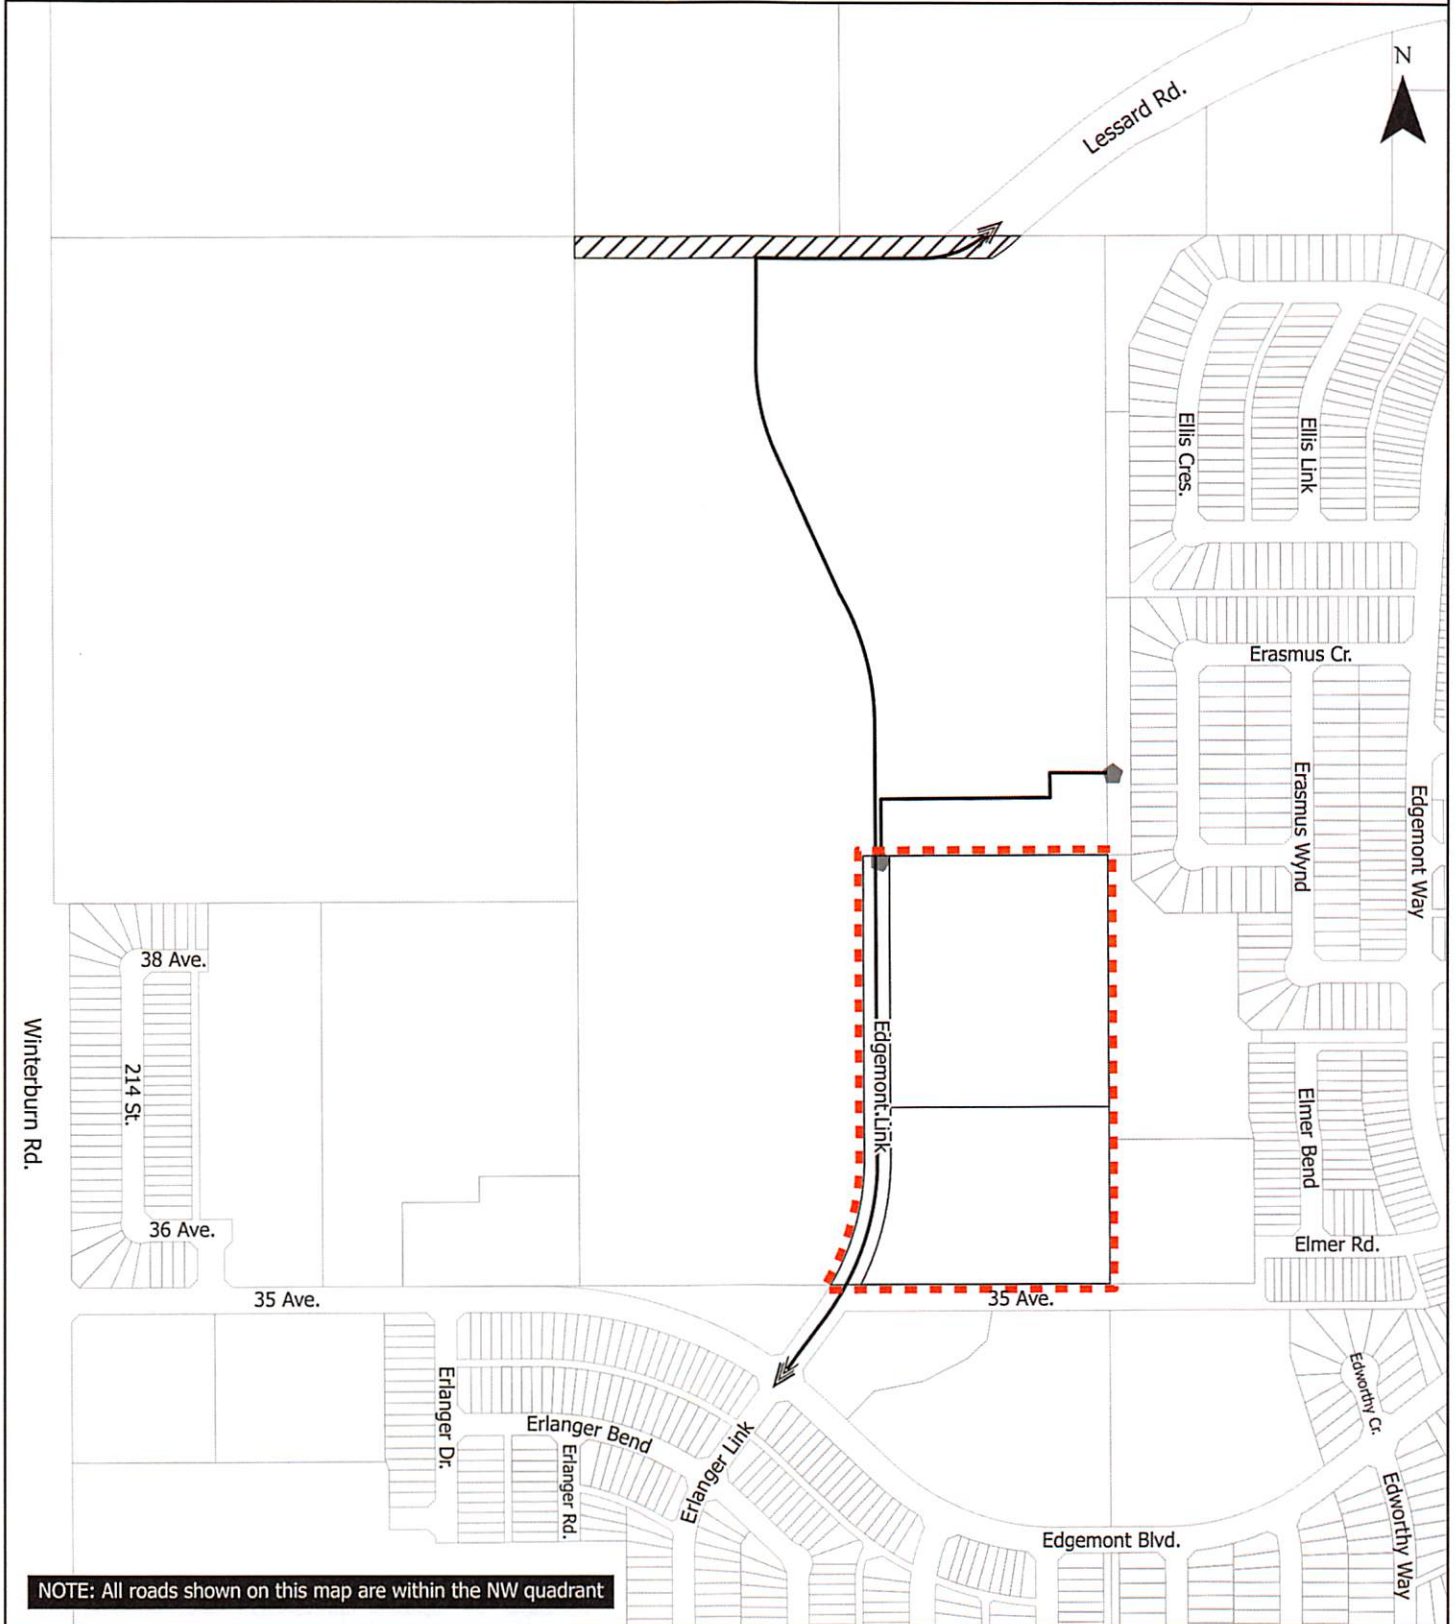 N
Lessard Rd.
Ellis Cres.
Ellis Link
Erasmus Cr.
Erasmus Wynd
Edgemont Way
38 Ave.
Winterburn Rd.
214 St.
Edgemont Link
Elmer Bend
36 Ave.
Elmer Rd.
35 Ave.
35 Ave.
Edworthy Cr.
Erlanger Dr.
Erlanger Bend
Erlanger Rd.
Erlanger Link
Edworthy Way
Edgemont Blvd.
NOTE: All roads shown on this map are within the NW quadrant